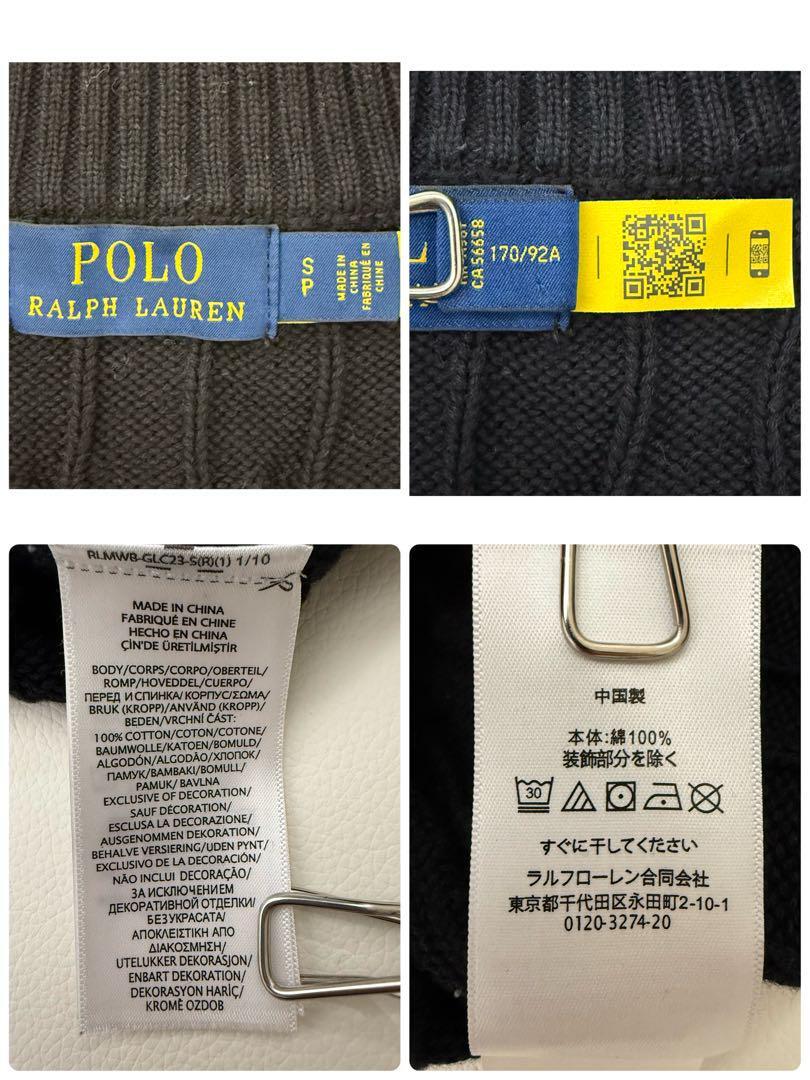 POLO
RALPH LAUREN
S
P
MADE IN
CHINA
FABRIQUÉ EN
CHINE
CA56658
170/92A
RLMWB-GLC23-S(R)(1) 1/10
MADE IN CHINA
FABRIQUÉ EN CHINE
HECHO EN CHINA
ÇİN'DE ÜRETİLMİŞTİR
BODY/CORPS/CORPO/OBERTEIL/
ROMP/HOVEDDEL/CUERPO/
ПЕРЕД И СПИНКА/КОРПУС/ΣΩΜΑ/
BRUK (KROPP)/ANVÄND (KROPP)/
BEDEN/VRCHNÍ ČÁST:
100% COTTON/COTON/COTONE/
BAUMWOLLE/KATOEN/BOMULD/
ALGODÓN/ALGODÃO/ХЛОПОК/
ПАМУК/BAMBAKI/BOMULL/
PAMUK/ BAVLNA
EXCLUSIVE OF DECORATION/
SAUF DÉCORATION/
ESCLUSA LA DECORAZIONE/
AUSGENOMMEN DEKORATION/
BEHALVE VERSIERING/UDEN PYNT/
EXCLUSIVO DE LA DECORACIÓN/
NÃO INCLUI DECORAÇÃO/
ЗА ИСКЛЮЧЕНИЕМ
ДЕКОРАТИВНОЙ ОТДЕЛКИ/
БЕЗ УКРАСАТА/
ΑΠΟΚΛΕΙΣΤΙΚΗ ΑΠΟ
ΔΙΑΚΟΣΜΗΣΗ/
UTELUKKER DEKORASJON/
ENBART DEKORATION/
DEKORASYON HARİÇ/
KROMĚ OZDOB
中国製
本体:綿100%
装飾部分を除く
30
すぐに干してください
ラルフローレン合同会社
東京都千代田区永田町2-10-1
0120-3274-20